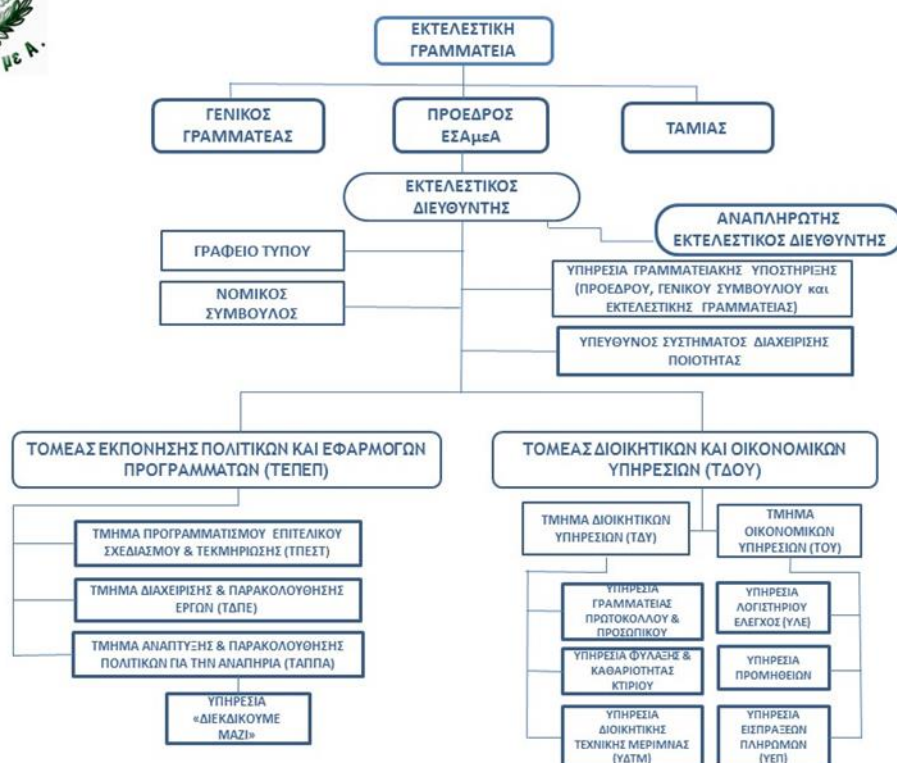 με Α.
ΕΚΤΕΛΕΣΤΙΚΗ
ΓΡΑΜΜΑΤΕΙΑ
ΓΕΝΙΚΟΣ
ΓΡΑΜΜΑΤΕΑΣ
ΠΡΟΕΔΡΟΣ
ΕΣΑμεΑ
ΤΑΜΙΑΣ
ΕΚΤΕΛΕΣΤΙΚΟΣ
ΔΙΕΥΘΥΝΤΗΣ
ΑΝΑΠΛΗΡΩΤΗΣ
ΕΚΤΕΛΕΣΤΙΚΟΣ ΔΙΕΥΘΥΝΤΗΣ
ΓΡΑΦΕΙΟ ΤΥΠΟΥ
ΥΠΗΡΕΣΙΑ ΓΡΑΜΜΑΤΕΙΑΚΗΣ ΥΠΟΣΤΗΡΙΞΗΣ
(ΠΡΟΕΔΡΟΥ, ΓΕΝΙΚΟΥ ΣΥΜΒΟΥΛΙΟΥ και
ΕΚΤΕΛΕΣΤΙΚΗΣ ΓΡΑΜΜΑΤΕΙΑΣ)
ΝΟΜΙΚΟΣ
ΣΥΜΒΟΥΛΟΣ
ΥΠΕΥΘΥΝΟΣ ΣΥΣΤΗΜΑΤΟΣ ΔΙΑΧΕΙΡΙΣΗΣ
ΠΟΙΟΤΗΤΑΣ
ΤΟΜΕΑΣ ΕΚΠΟΝΗΣΗΣ ΠΟΛΙΤΙΚΩΝ ΚΑΙ ΕΦΑΡΜΟΓΩΝ
ΠΡΟΓΡΑΜΜΑΤΩΝ (ΤΕΠΕΠ)
ΤΜΗΜΑ ΠΡΟΓΡΑΜΜΑΤΙΣΜΟΥ ΕΠΙΤΕΛΙΚΟΥ
ΣΧΕΔΙΑΣΜΟΥ & ΤΕΚΜΗΡΙΩΣΗΣ (ΤΠΕΣΤ)
ΤΜΗΜΑ ΔΙΑΧΕΙΡΙΣΗΣ & ΠΑΡΑΚΟΛΟΥΘΗΣΗΣ
ΕΡΓΩΝ (ΤΔΠΕ)
ΤΜΗΜΑ ΑΝΑΠΤΥΞΗΣ & ΠΑΡΑΚΟΛΟΥΘΗΣΗΣ
ΠΟΛΙΤΙΚΩΝ ΓΙΑ ΤΗΝ ΑΝΑΠΗΡΙΑ (ΤΑΠΠΑ)
ΥΠΗΡΕΣΙΑ
«ΔΙΕΚΔΙΚΟΥΜΕ
ΜΑΖΙ»
ΤΟΜΕΑΣ ΔΙΟΙΚΗΤΙΚΩΝ ΚΑΙ ΟΙΚΟΝΟΜΙΚΩΝ
ΥΠΗΡΕΣΙΩΝ (ΤΔΟΥ)
ΤΜΗΜΑ ΔΙΟΙΚΗΤΙΚΩΝ
ΥΠΗΡΕΣΙΩΝ (ΤΔΥ)
ΤΜΗΜΑ
ΟΙΚΟΝΟΜΙΚΩΝ
ΥΠΗΡΕΣΙΩΝ (ΤΟΥ)
ΥΠΗΡΕΣΙΑ
ΓΡΑΜΜΑΤΕΙΑΣ
ΠΡΩΤΟΚΟΛΛΟΥ &
ΠΡΟΣΩΠΙΚΟΥ
ΥΠΗΡΕΣΙΑ
ΛΟΓΙΣΤΗΡΙΟΥ
ΕΛΕΓΧΟΣ (ΥΛΕ)
ΥΠΗΡΕΣΙΑ ΦΥΛΑΞΗΣ &
ΚΑΘΑΡΙΟΤΗΤΑΣ
ΚΤΙΡΙΟΥ
ΥΠΗΡΕΣΙΑ
ΠΡΟΜΗΘΕΙΩΝ
ΥΠΗΡΕΣΙΑ
ΔΙΟΙΚΗΤΙΚΗΣ
ΤΕΧΝΙΚΗΣ ΜΕΡΙΜΝΑΣ
(ΥΔΤΜ)
ΥΠΗΡΕΣΙΑ
ΕΙΣΠΡΑΞΕΩΝ
ΠΛΗΡΩΜΩΝ
(ΥΕΠ)